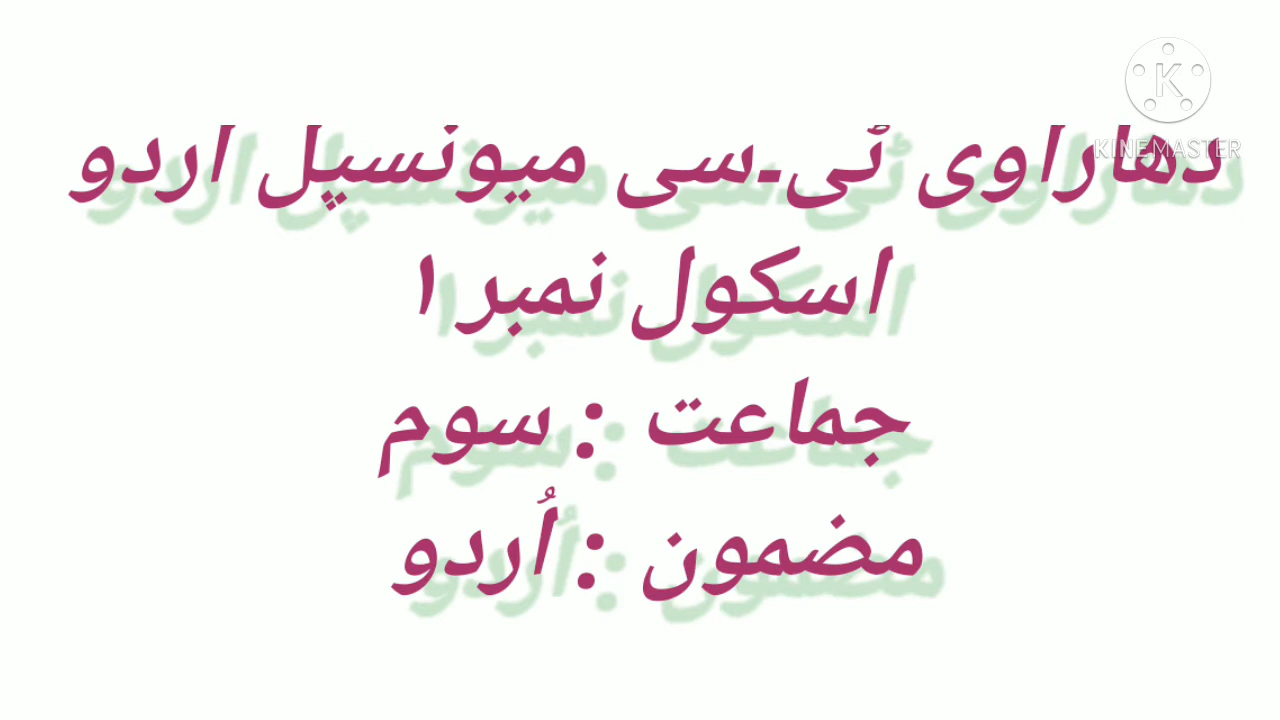 KINEMASTER
دھاراوی ٹی۔سی میونسپل اردو
اسکول نمبر ۱
جماعت : سوم
مضمون : اُردو